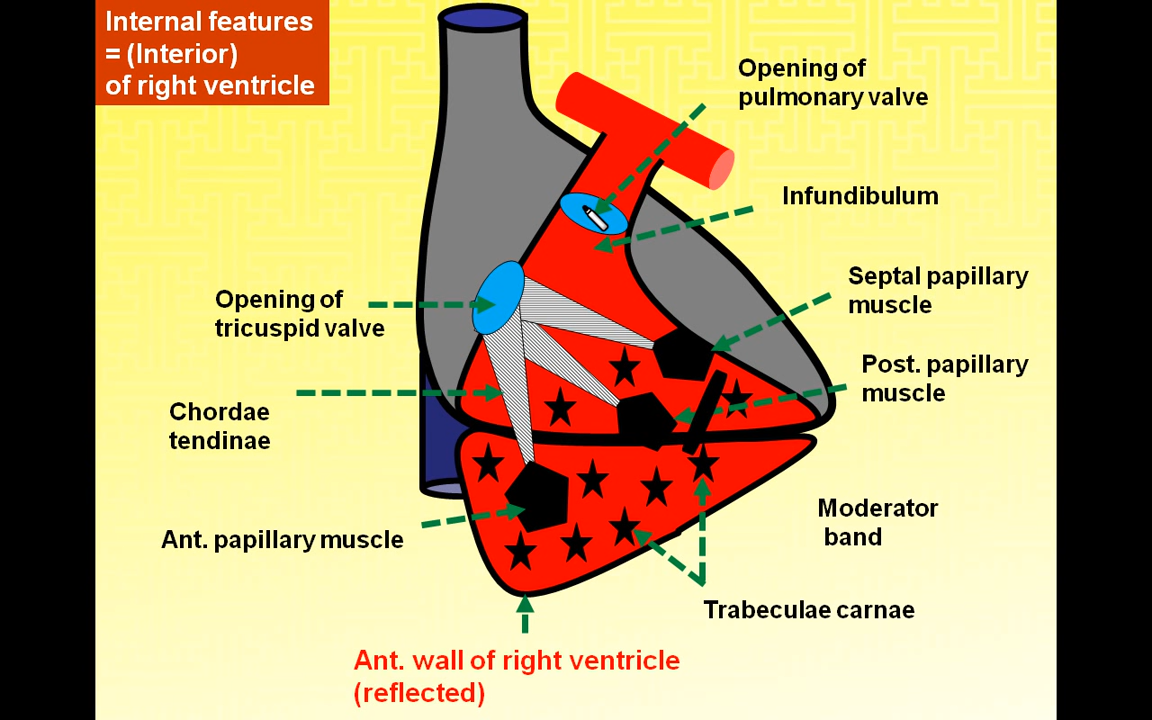 Internal features
= (Interior)
of right ventricle
Opening of
pulmonary valve
Infundibulum
Septal papillary
muscle
Opening of
tricuspid valve
Post. papillary
muscle
Chordae
tendinae
Moderator
band
Ant. papillary muscle
Trabeculae carnae
Ant. wall of right ventricle
(reflected)